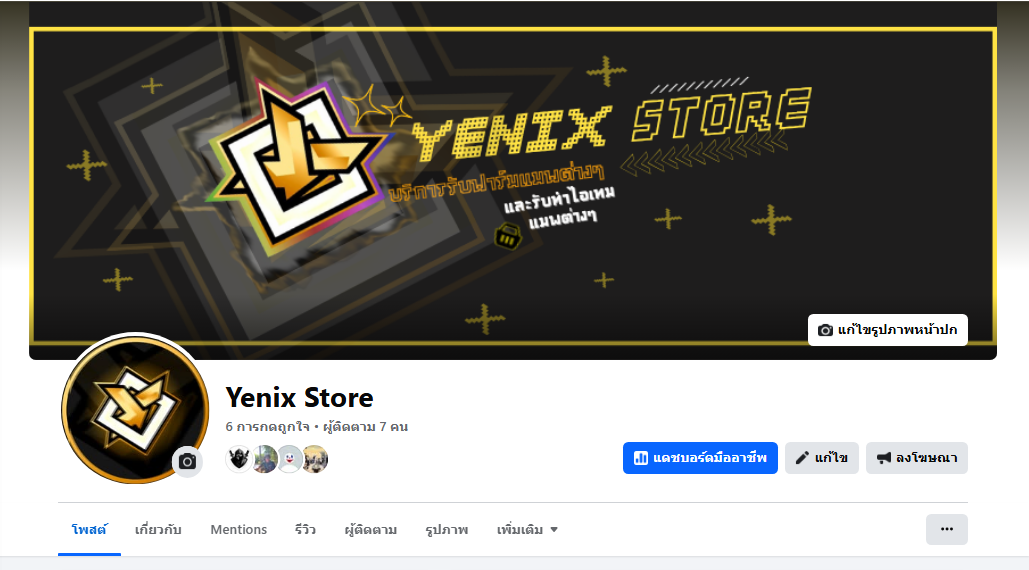 YENIX STORE
บริการรับฟาร์มแมพต่างๆ
และรับทำไอเทม
แมพต่างๆ
แก้ไขรูปภาพหน้าปก
Yenix Store
6 การกดถูกใจ • ผู้ติดตาม 7 คน
แดชบอร์ดมืออาชีพ แก้ไข ลงโฆษณา
โพสต์ เกี่ยวกับ Mentions รีวิว ผู้ติดตาม รูปภาพ เพิ่มเติม